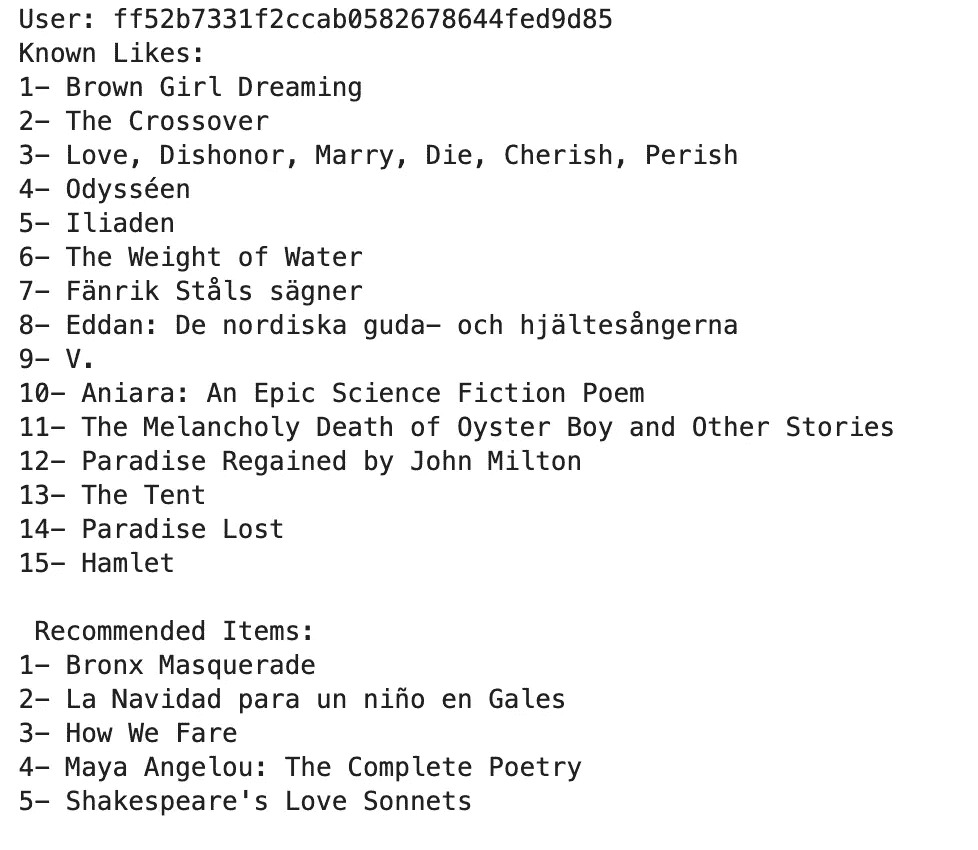 User: ff52b7331f2ccab0582678644fed9d85
Known Likes:
1- Brown Girl Dreaming
2- The Crossover
3- Love, Dishonor, Marry, Die, Cherish, Perish
4- Odysséen
5- Iliaden
6- The Weight of Water
7- Fänrik Ståls sägner
8- Eddan: De nordiska guda- och hjältesångerna
9- V.
10- Aniara: An Epic Science Fiction Poem
11- The Melancholy Death of Oyster Boy and Other Stories
12- Paradise Regained by John Milton
13- The Tent
14- Paradise Lost
15- Hamlet
Recommended Items:
1- Bronx Masquerade
2- La Navidad para un niño en Gales
3- How We Fare
4- Maya Angelou: The Complete Poetry
5- Shakespeare's Love Sonnets